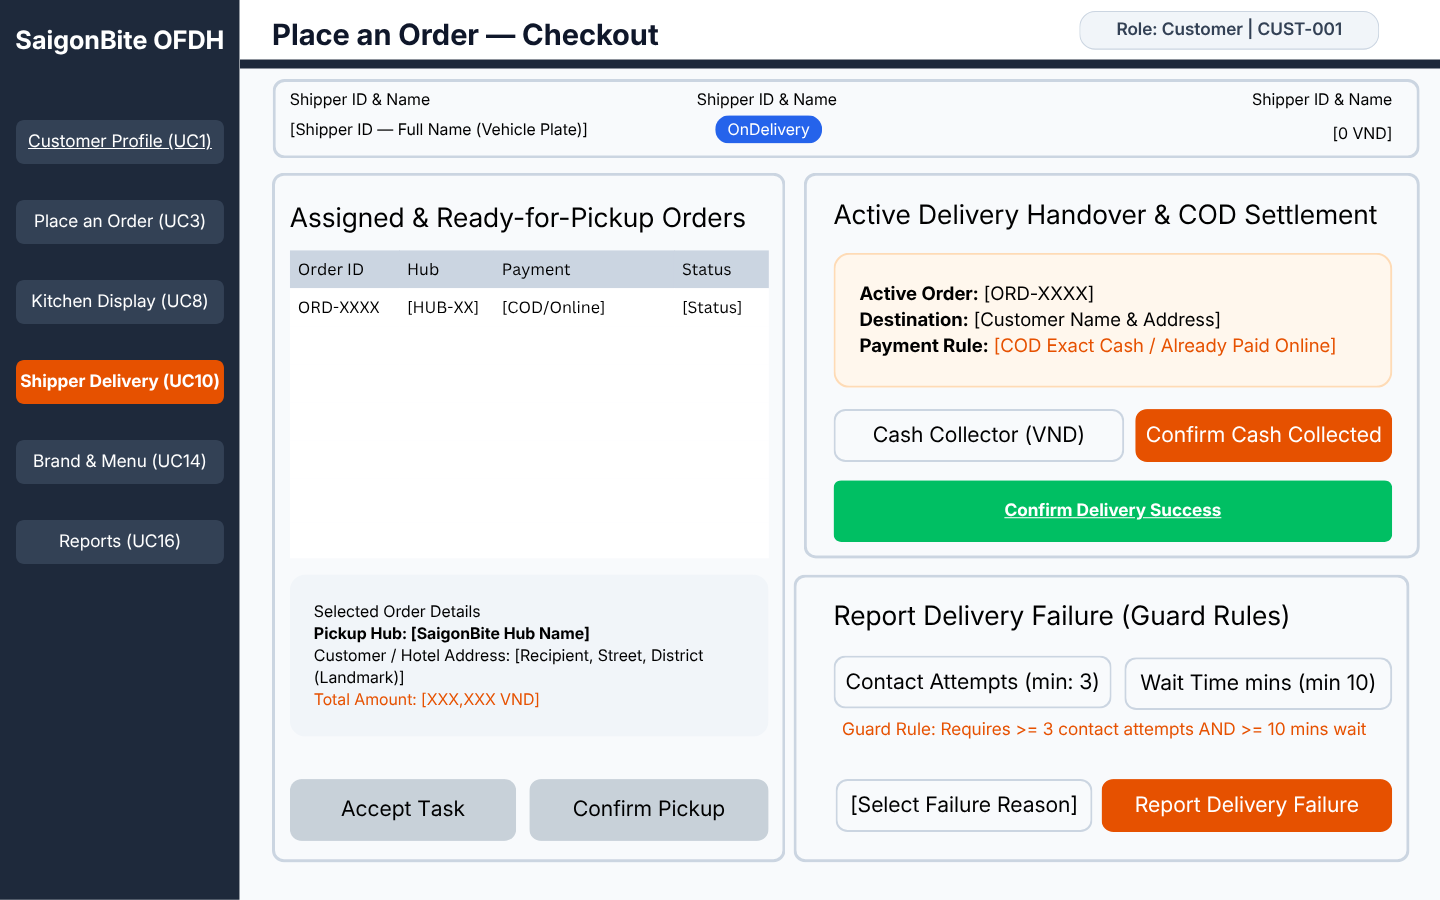 SaigonBite OFDH
Customer Profile (UC1)
Place an Order (UC3)
Kitchen Display (UC8)
Shipper Delivery (UC10)
Brand & Menu (UC14)
Reports (UC16)
Place an Order — Checkout
Role: Customer | CUST-001
Shipper ID & Name
[Shipper ID — Full Name (Vehicle Plate)]
Shipper ID & Name
OnDelivery
Shipper ID & Name
[0 VND]
Assigned & Ready-for-Pickup Orders
Order ID Hub Payment Status
ORD-XXXX [HUB-XX] [COD/Online] [Status]
Selected Order Details
Pickup Hub: [SaigonBite Hub Name]
Customer / Hotel Address: [Recipient, Street, District
(Landmark)]
Total Amount: [XXX,XXX VND]
Accept Task
Confirm Pickup
Active Delivery Handover & COD Settlement
Active Order: [ORD-XXXX]
Destination: [Customer Name & Address]
Payment Rule: [COD Exact Cash / Already Paid Online]
Cash Collector (VND)
Confirm Cash Collected
Confirm Delivery Success
Report Delivery Failure (Guard Rules)
Contact Attempts (min: 3)
Wait Time mins (min 10)
Guard Rule: Requires >= 3 contact attempts AND >= 10 mins wait
[Select Failure Reason]
Report Delivery Failure